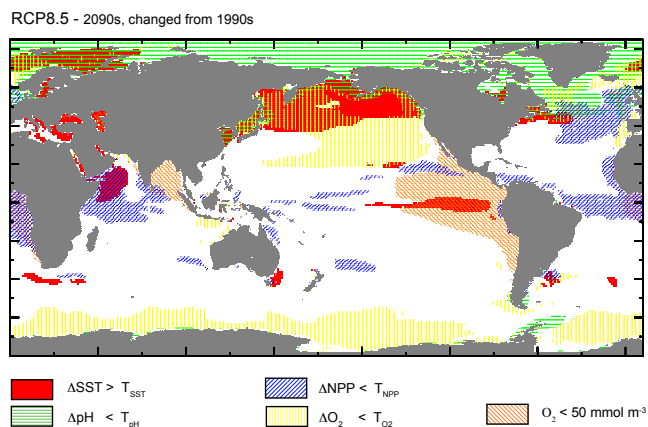 RCP8.5 - 2090s, changed from 1990s
ΔSST > T_SST
ΔNPP < T_NPP
ΔpH < T_pH
ΔO₂ < T_O2
O₂ < 50 mmol m⁻³